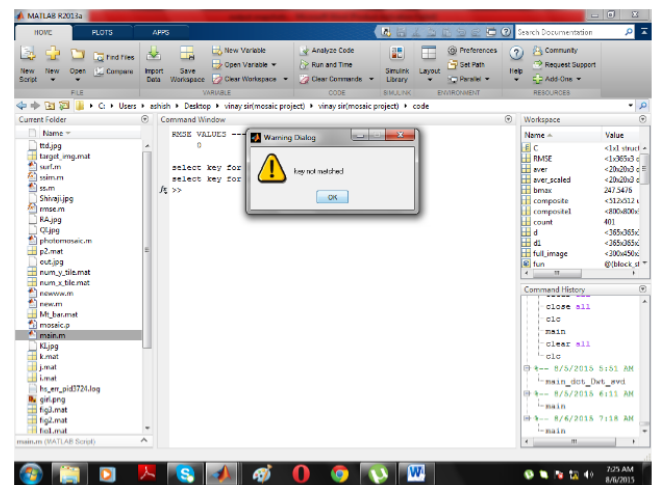 MATLAB R2013a
HOME PLOTS APPS
Search Documentation
New Script
New
Open
Find Files
Compare
Import Data
Save Workspace
New Variable
Open Variable
Clear Workspace
Analyze Code
Run and Time
Clear Commands
Simulink Library
Layout
Preferences
Set Path
Parallel
Help
Community
Request Support
Add-Ons
FILE VARIABLE CODE SIMULINK ENVIRONMENT RESOURCES
C: Users ashish Desktop vinay sir(mosaic project) vinay sir(mosaic project) code
Current Folder
Name
ttd.jpg
target_img.mat
surf.m
ssim.m
ss.m
Shivaji.jpg
rmse.m
RA.jpg
photomosaic.m
p2.mat
out.jpg
num_y_tile.mat
num_x_tile.mat
newww.m
new.m
Mt_bar.mat
mosaic.p
main.m
KL.jpg
k.mat
j.mat
i.mat
hs_err_pid3724.log
girl.png
fig3.mat
fig2.mat
fig1.mat
main.m (MATLAB Script)
Command Window
RMSE VALUES ---
0
select key for
select key for
fx >>
Warning Dialog
key not matched
OK
Workspace
Name Value
C <1x1 struct
RMSE <1x365x3 d
aver <20x20x3 d
aver_scaled <20x20x3 d
bmax 247.5476
composite <512x512 u
composite1 <800x800x
count 401
d <365x365x
d1 <365x365x
full_image <300x450x
fun @(block_st
Command History
close all
clc
main
clear all
clc
%-- 8/5/2015 5:51 AM
main_dct_Dwt_svd
%-- 8/5/2015 6:11 AM
main
%-- 8/6/2015 7:18 AM
main
7:25 AM
8/6/2015